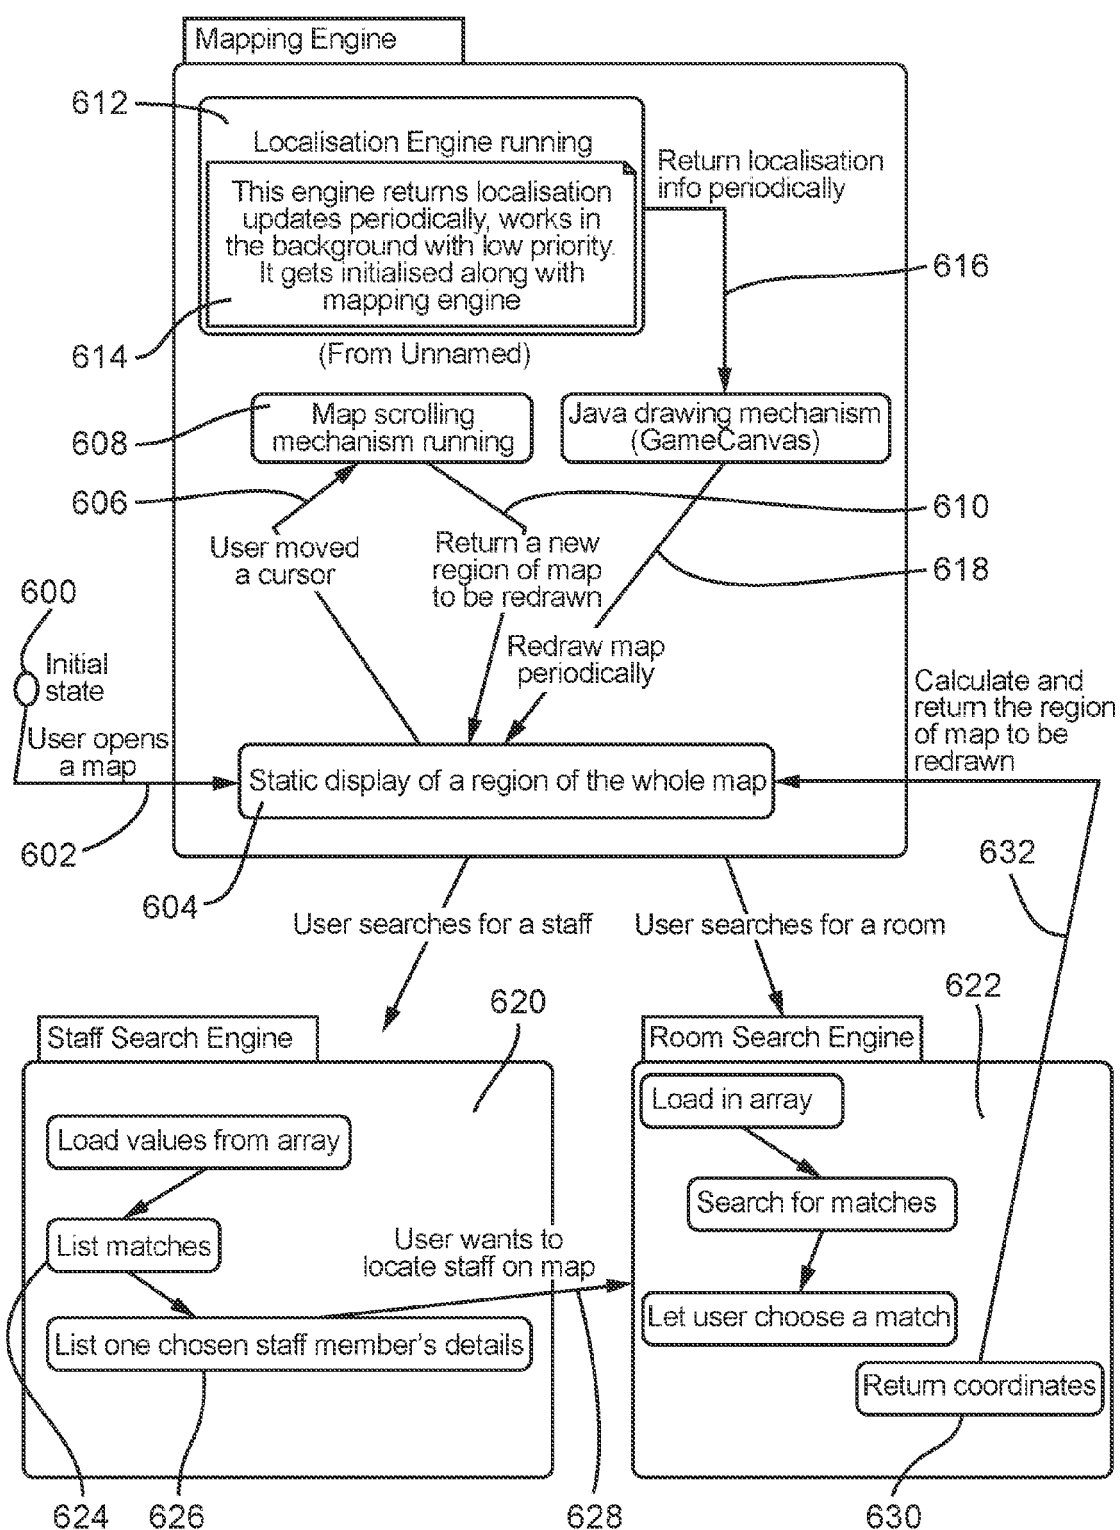 Mapping Engine
612
Localisation Engine running
This engine returns localisation
updates periodically, works in
the background with low priority.
It gets initialised along with
mapping engine
614
(From Unnamed)
Return localisation
info periodically
616
608
Map scrolling
mechanism running
Java drawing mechanism
(GameCanvas)
606
User moved
a cursor
610
Return a new
region of map
to be redrawn
618
Redraw map
periodically
600
Initial
state
User opens
a map
602
Static display of a region of the whole map
604
Calculate and
return the region
of map to be
redrawn
632
User searches for a staff
User searches for a room
620
Staff Search Engine
Load values from array
List matches
List one chosen staff member's details
624
626
User wants to
locate staff on map
628
622
Room Search Engine
Load in array
Search for matches
Let user choose a match
Return coordinates
630